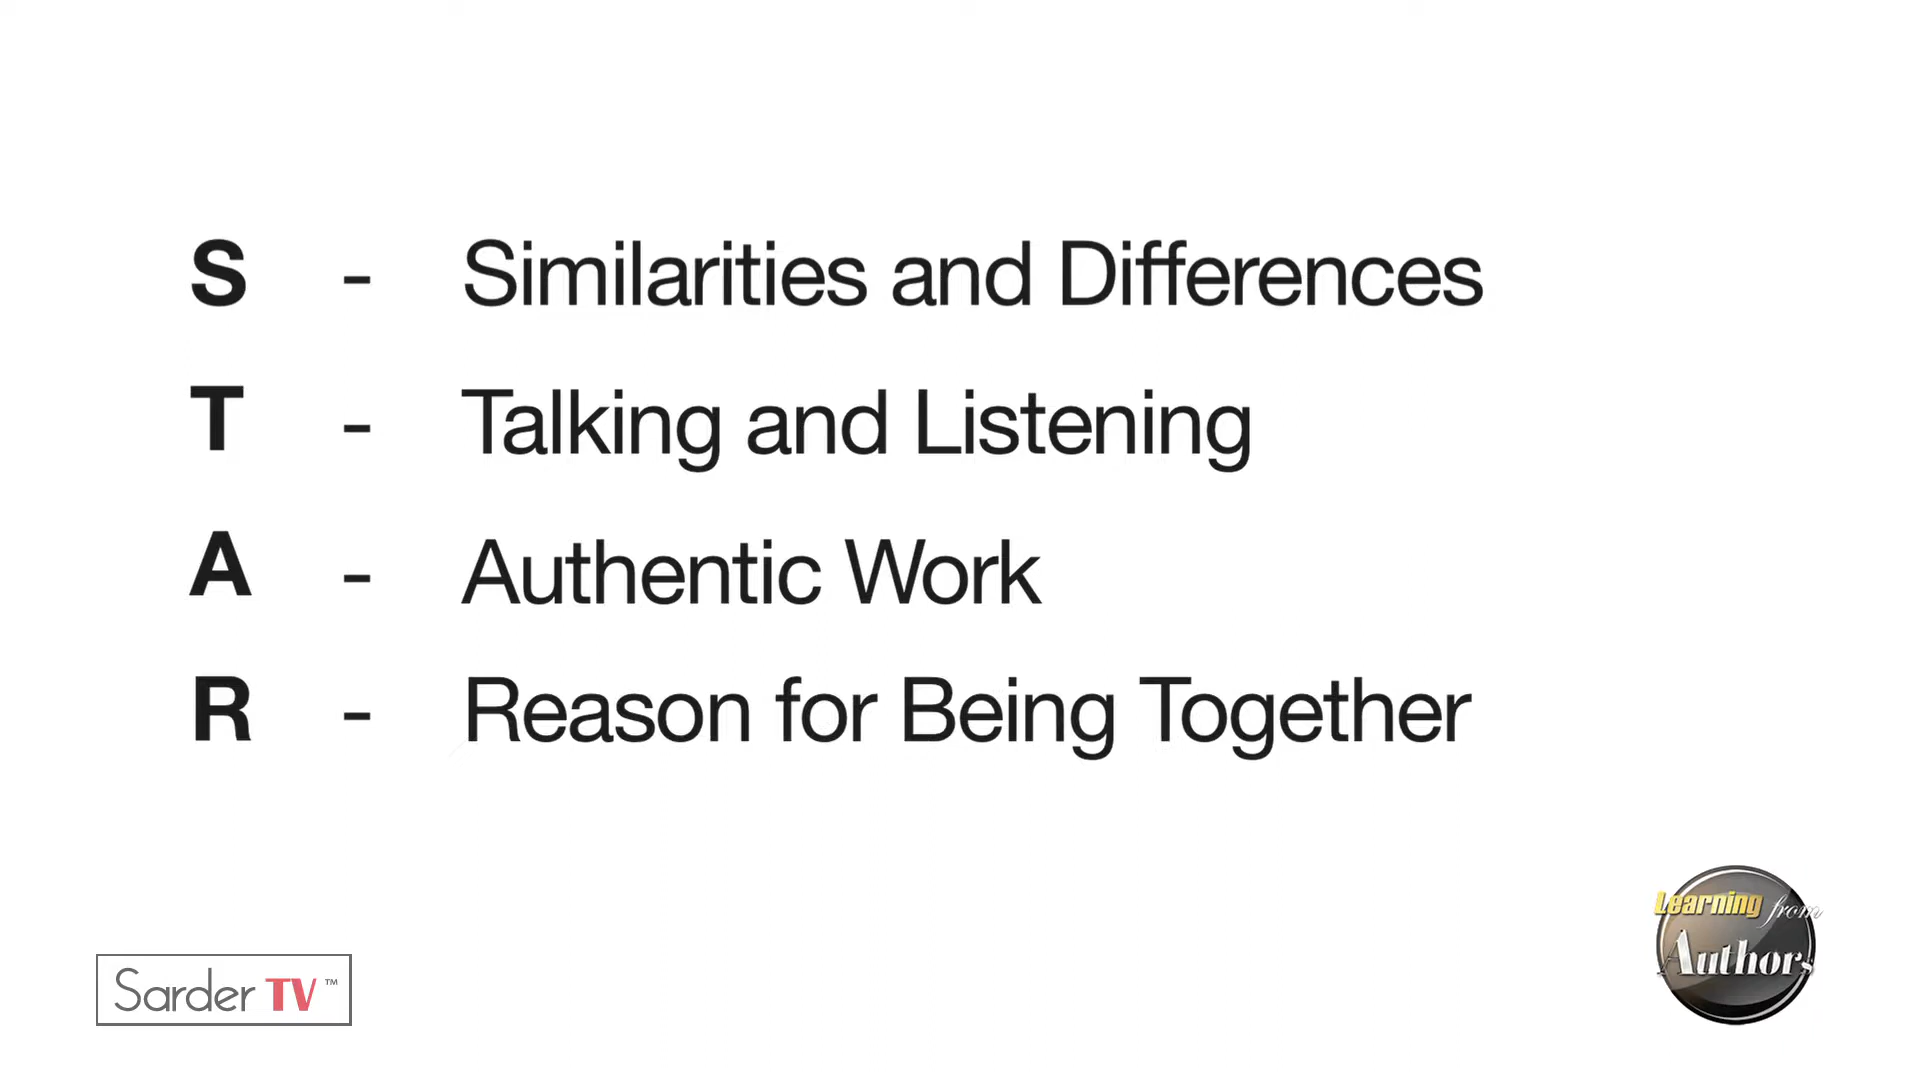 S - Similarities and Differences
T - Talking and Listening
A - Authentic Work
R - Reason for Being Together
Learning from
Authors
Sarder TV™